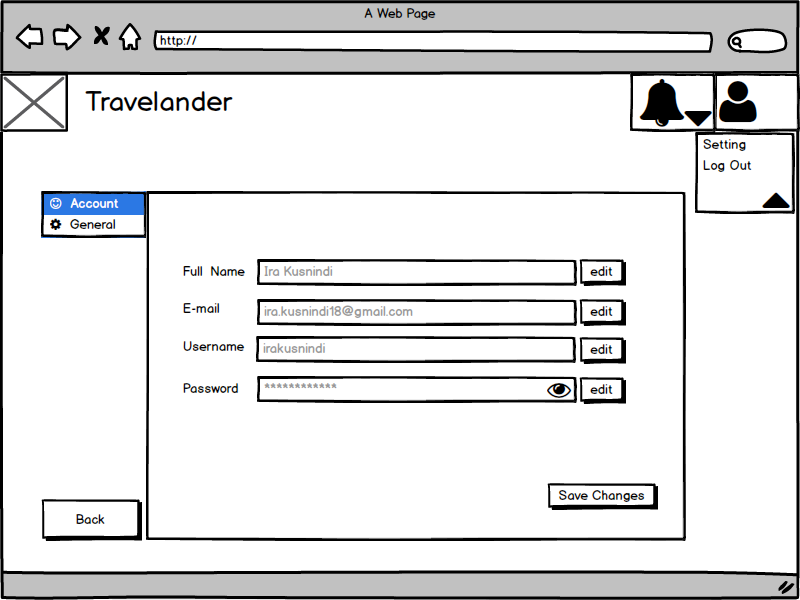 A Web Page
http://
Travelander
Setting
Log Out
Account
General
Full Name Ira Kusnindi edit
E-mail ira.kusnindi18@gmail.com edit
Username irakusnindi edit
Password ************ edit
Save Changes
Back